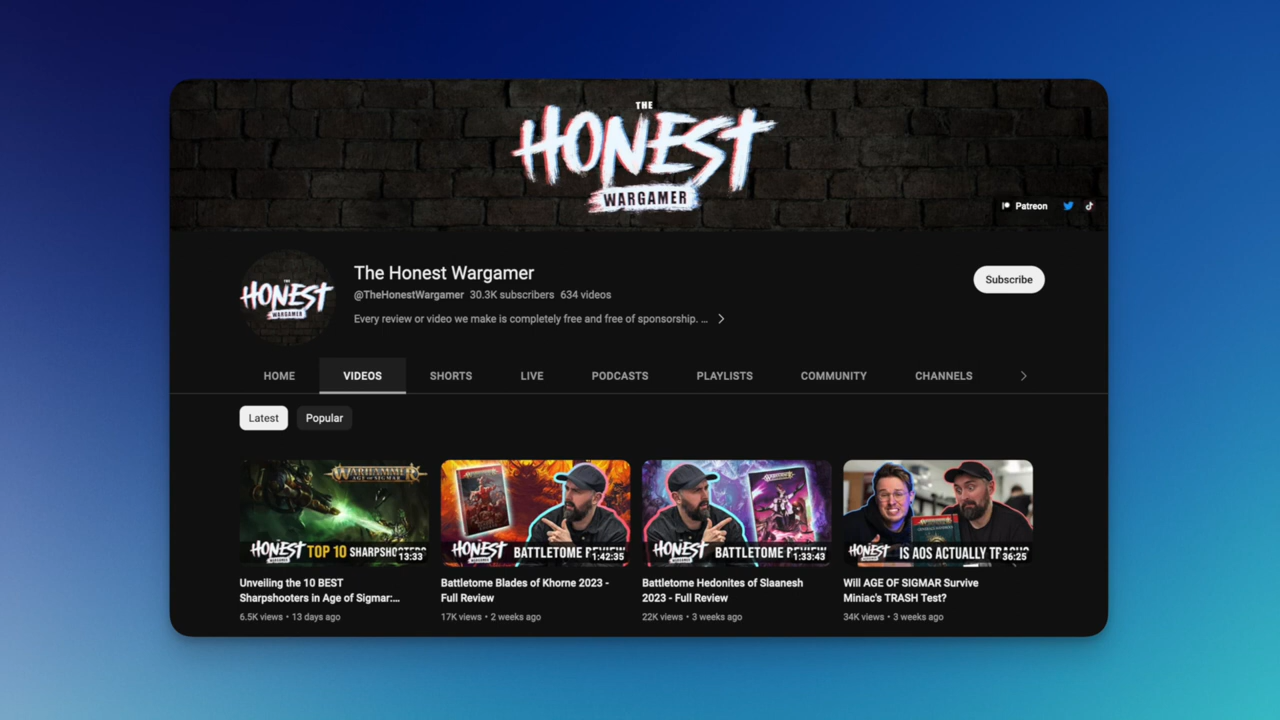 THE
HONEST
WARGAMER
Patreon
THE
HONEST
WARGAMER
The Honest Wargamer
@TheHonestWargamer 30.3K subscribers 634 videos
Every review or video we make is completely free and free of sponsorship. ...
Subscribe
HOME VIDEOS SHORTS LIVE PODCASTS PLAYLISTS COMMUNITY CHANNELS
Latest Popular
WARHAMMER
AGE OF SIGMAR
HONEST TOP 10 SHARPSHOOTERS
13:33
HONEST BATTLETOME REVIEW
1:42:35
HONEST BATTLETOME REVIEW
1:33:43
HONEST IS AOS ACTUALLY
36:25
Unveiling the 10 BEST
Sharpshooters in Age of Sigmar:...
6.5K views • 13 days ago
Battletome Blades of Khorne 2023 -
Full Review
17K views • 2 weeks ago
Battletome Hedonites of Slaanesh
2023 - Full Review
22K views • 3 weeks ago
Will AGE OF SIGMAR Survive
Miniac's TRASH Test?
34K views • 3 weeks ago